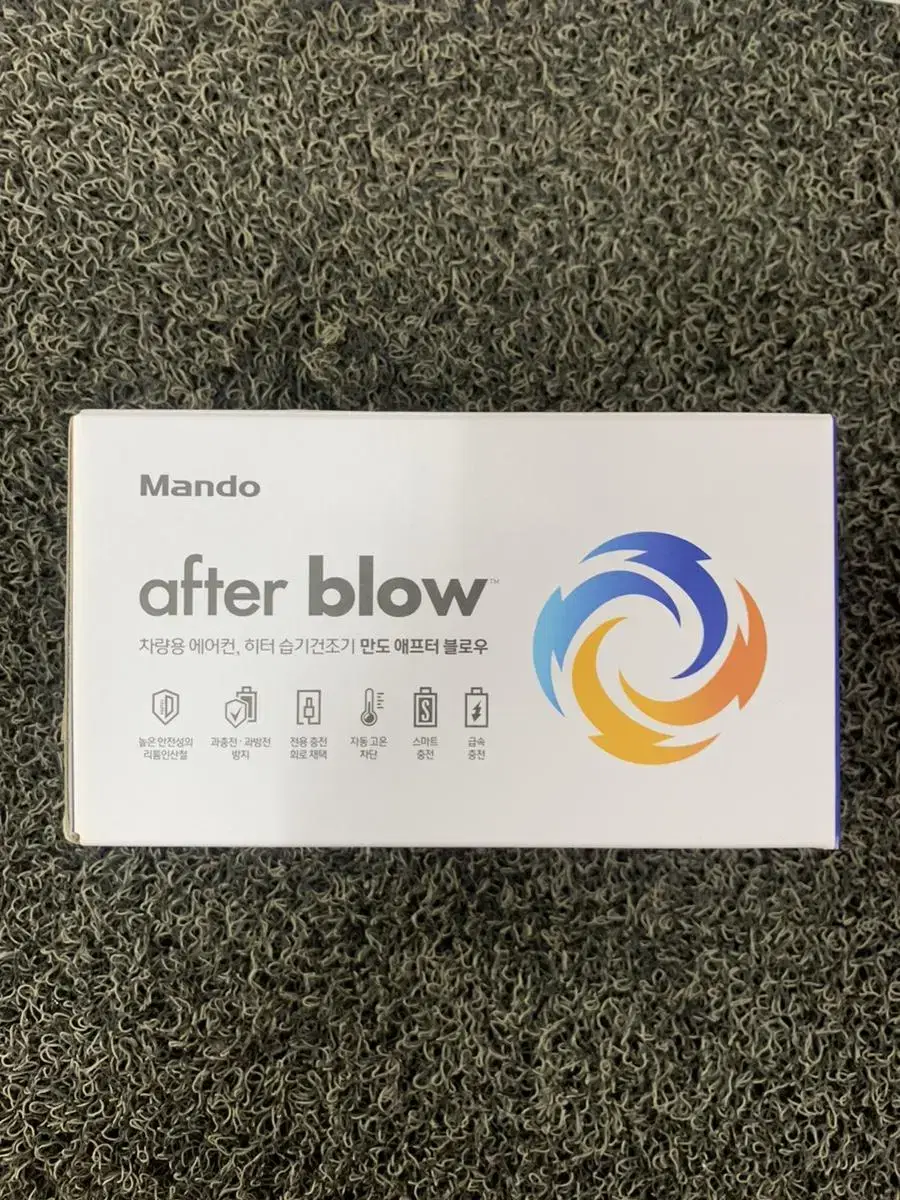 Mando
after blow™
차량용 에어컨, 히터 습기건조기 만도 애프터 블로우
높은 안전성의
리튬인산철
과충전·과방전
방지
전용 충전
회로 채택
자동 고온
차단
스마트
충전
급속
충전